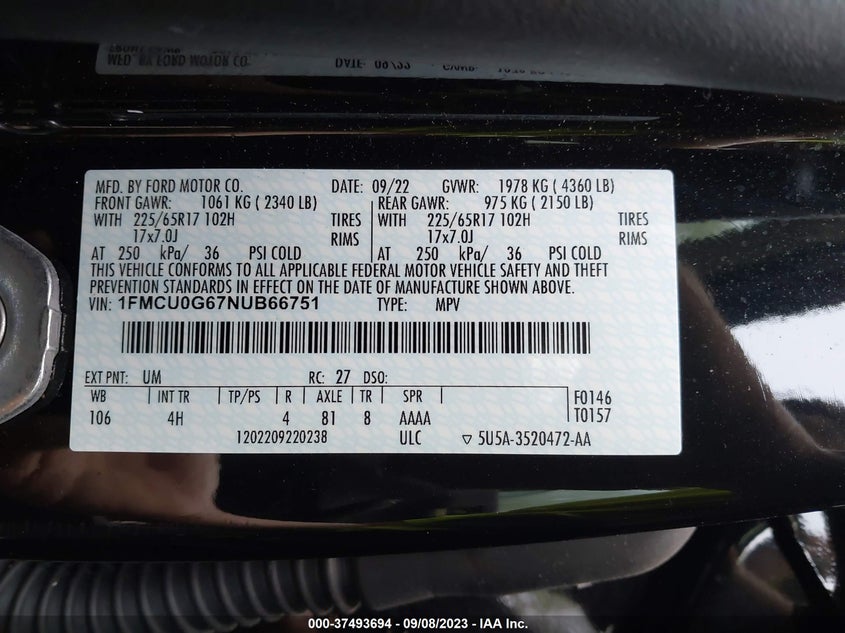 MFD. BY FORD MOTOR CO.
DATE: 09/22 GVWR: 1978 KG ( 4360 LB)
FRONT GAWR: 1061 KG ( 2340 LB)
WITH 225/65R17 102H TIRES
17x7.0J RIMS
AT 250 kPa/ 36 PSI COLD
REAR GAWR: 975 KG ( 2150 LB)
WITH 225/65R17 102H TIRES
17x7.0J RIMS
AT 250 kPa/ 36 PSI COLD
THIS VEHICLE CONFORMS TO ALL APPLICABLE FEDERAL MOTOR VEHICLE SAFETY AND THEFT
PREVENTION STANDARDS IN EFFECT ON THE DATE OF MANUFACTURE SHOWN ABOVE.
VIN: 1FMCU0G67NUB66751 TYPE: MPV
EXT PNT: UM RC: 27 DSO:
WB INT TR TP/PS R AXLE TR SPR
106 4H 4 81 8 AAAA
F0146
T0157
1202209220238 ULC ▽ 5U5A-3520472-AA
000-37493694 - 09/08/2023 - IAA Inc.